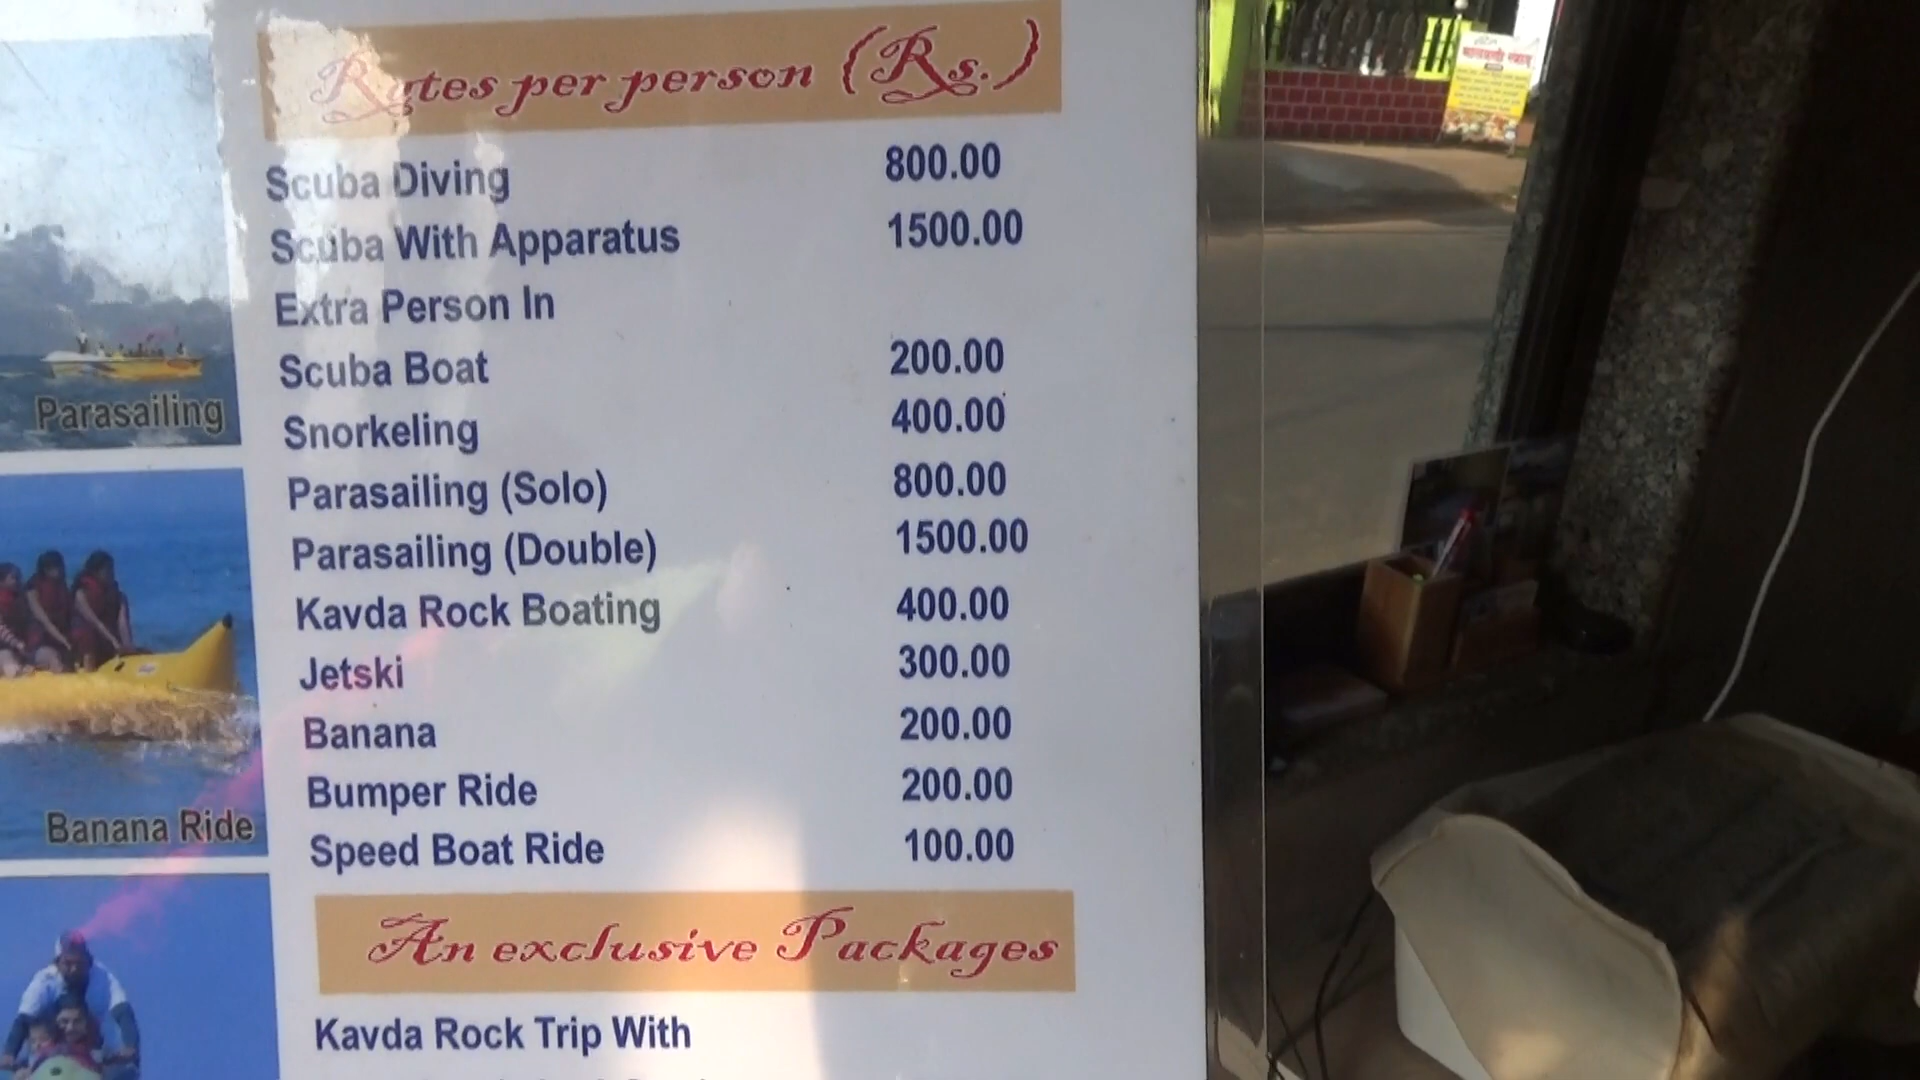 Rates per person (Rs.)
Scuba Diving 800.00
Scuba With Apparatus 1500.00
Extra Person In
Scuba Boat 200.00
Snorkeling 400.00
Parasailing (Solo) 800.00
Parasailing (Double) 1500.00
Kavda Rock Boating 400.00
Jetski 300.00
Banana 200.00
Bumper Ride 200.00
Speed Boat Ride 100.00
An exclusive Packages
Kavda Rock Trip With
Parasailing
Banana Ride